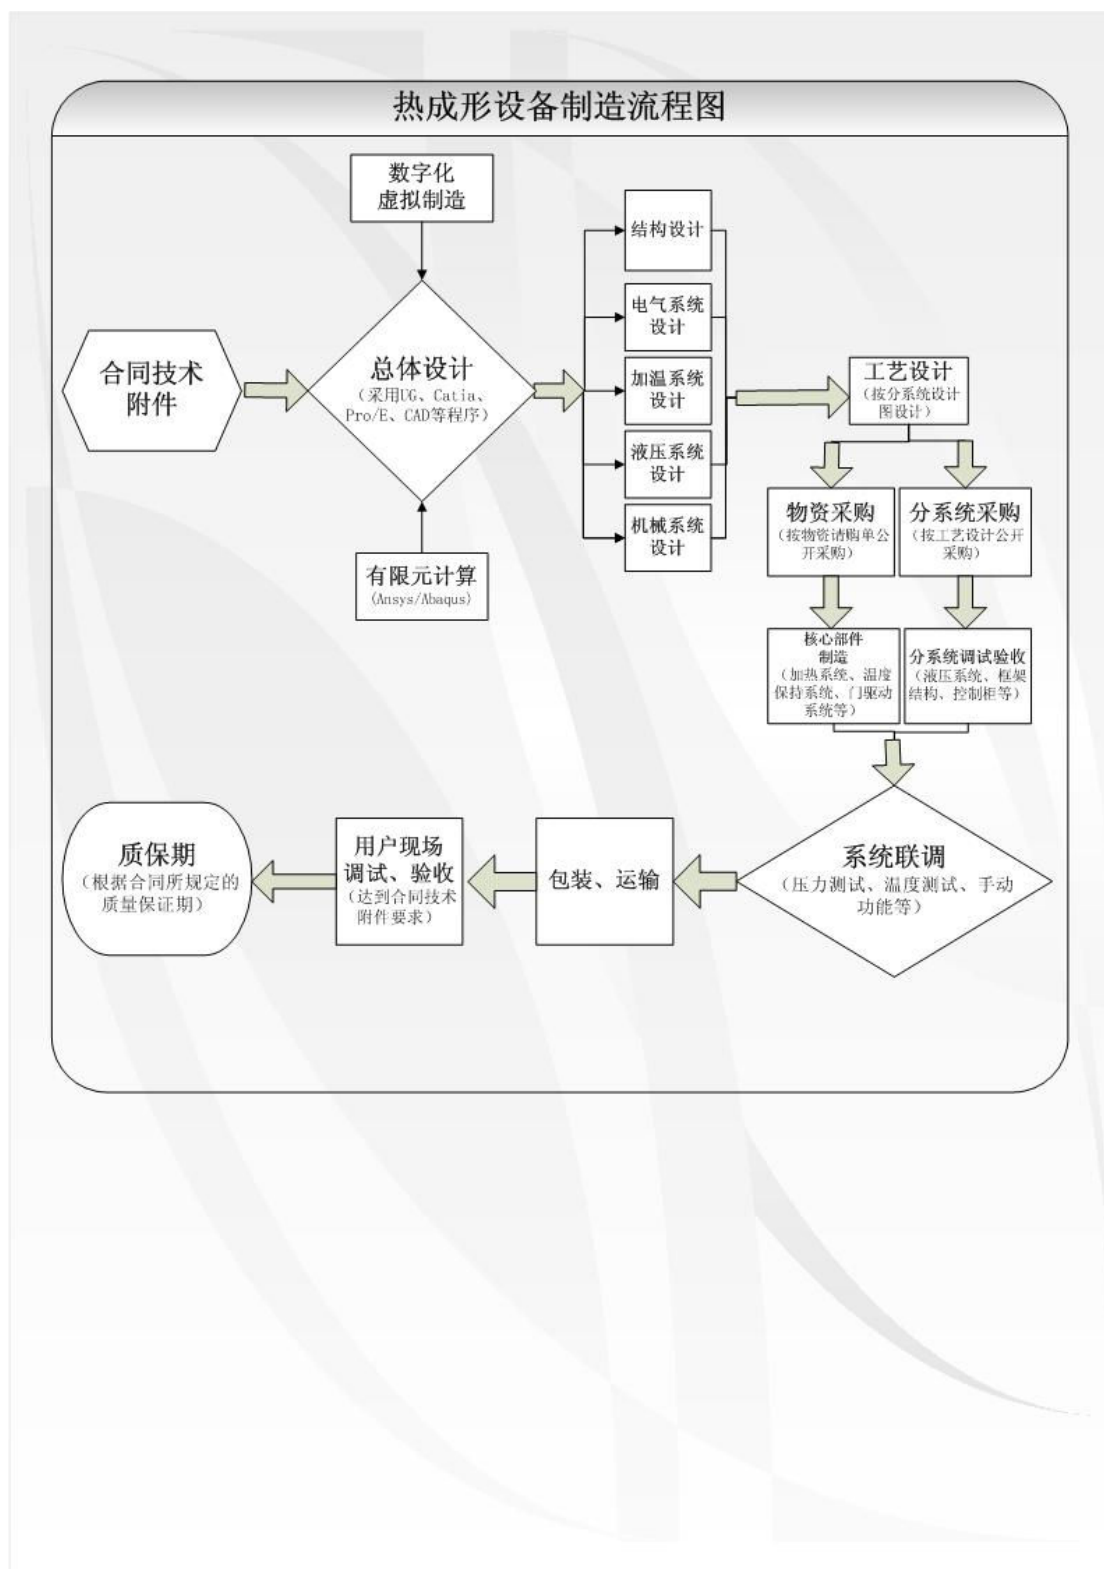 热成形设备制造流程图
数字化
虚拟制造
合同技术
附件
总体设计
（采用UG、Catia、
Pro/E、CAD等程序）
有限元计算
(Ansys/Abaqus)
结构设计
电气系统
设计
加温系统
设计
液压系统
设计
机械系统
设计
工艺设计
（按分系统设计
图设计）
物资采购
（按物资请购单公
开采购）
分系统采购
（按工艺设计公开
采购）
核心部件
制造
（加热系统、温度
保持系统、门驱动
系统等）
分系统调试验收
（液压系统、框架
结构、控制柜等）
系统联调
（压力测试、温度测试、手动
功能等）
包装、运输
用户现场
调试、验收
（达到合同技术
附件要求）
质保期
（根据合同所规定的
质量保证期）